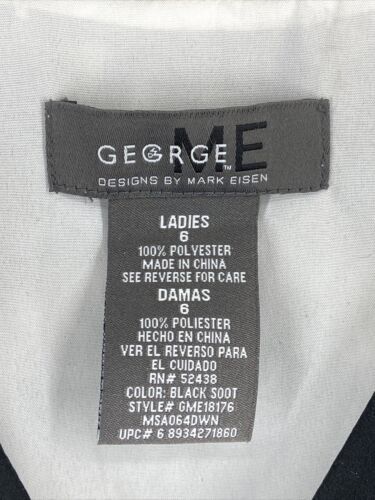 GEORGE ME
DESIGNS BY MARK EISEN
LADIES
6
100% POLYESTER
MADE IN CHINA
SEE REVERSE FOR CARE
DAMAS
6
100% POLIESTER
HECHO EN CHINA
VER EL REVERSO PARA
EL CUIDADO
RN# 52438
COLOR: BLACK SOOT
STYLE# GME18176
MSA064DWN
UPC# 6 8934271860